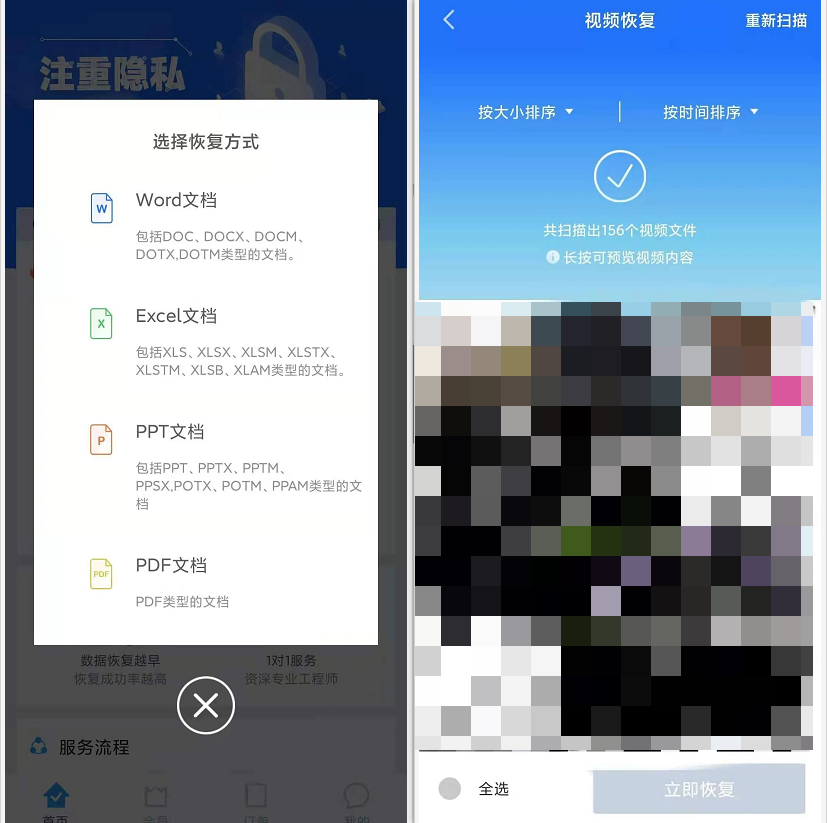 注重隐私
选择恢复方式
W
Word文档
包括DOC、DOCX、DOCM、
DOTX,DOTM类型的文档。
X
Excel文档
包括XLS、XLSX、XLSM、XLSTX、
XLSTM、XLSB、XLAM类型的文档。
P
PPT文档
包括PPT、PPTX、PPTM、
PPSX,POTX、POTM、PPAM类型的文
档
PDF
PDF文档
PDF类型的文档
数据恢复越早
恢复成功率越高
1对1服务
资深专业工程师
服务流程
首页
会员
订单
我的
视频恢复
重新扫描
按大小排序
按时间排序
共扫描出156个视频文件
长按可预览视频内容
全选
立即恢复